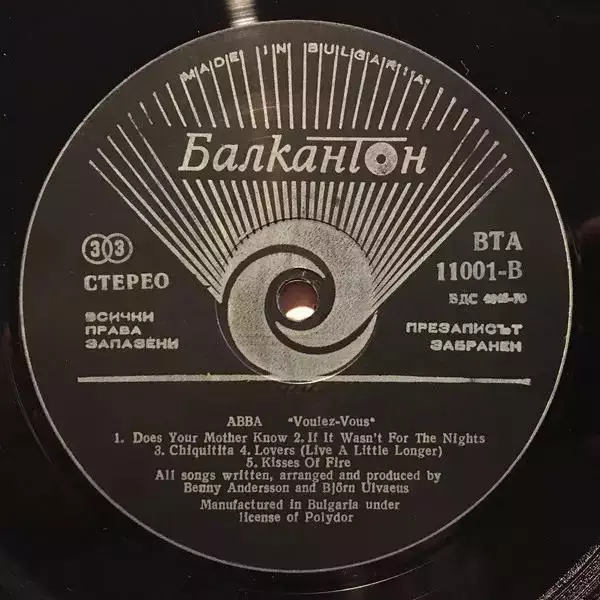 MADE IN BULGARIA
Балкантон
33
СТЕРЕО
ВТА
11001-В
БДС
ВСИЧКИ
ПРАВА
ЗАПАЗЕНИ
ПРЕЗАПИСЪТ
ЗАБРАНЕН
ABBA "Voulez-Vous"
1. Does Your Mother Know 2. If It Wasn't For The Nights
3. Chiquitita 4. Lovers (Live A Little Longer)
5. Kisses Of Fire
All songs written, arranged and produced by
Benny Andersson and Björn Ulvaeus
Manufactured in Bulgaria under
license of Polydor